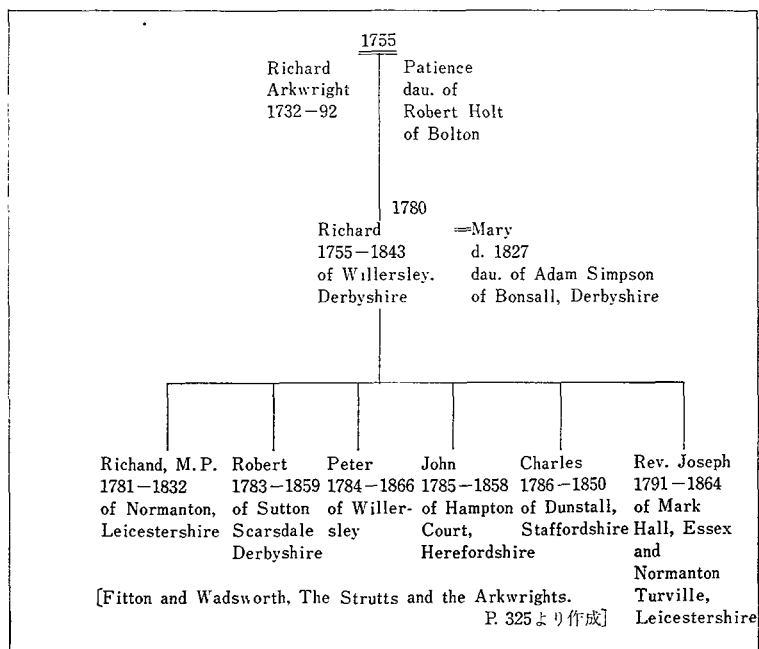 1755
Richard
Arkwright
1732-92
Patience
dau. of
Robert Holt
of Bolton
1780
Richard
1755-1843
of Willersley.
Derbyshire
=Mary
d. 1827
dau. of Adam Simpson
of Bonsall, Derbyshire
Richand, M.P.
1781-1832
of Normanton,
Leicestershire
Robert
1783-1859
of Sutton
Scarsdale
Derbyshire
Peter
1784-1866
of Willer-
sley
John
1785-1858
of Hampton
Court,
Herefordshire
Charles
1786-1850
of Dunstall,
Staffordshire
Rev. Joseph
1791-1864
of Mark
Hall, Essex
and
Normanton
Turville,
Leicestershire
[Fitton and Wadsworth, The Strutts and the Arkwrights.
P. 325より作成]